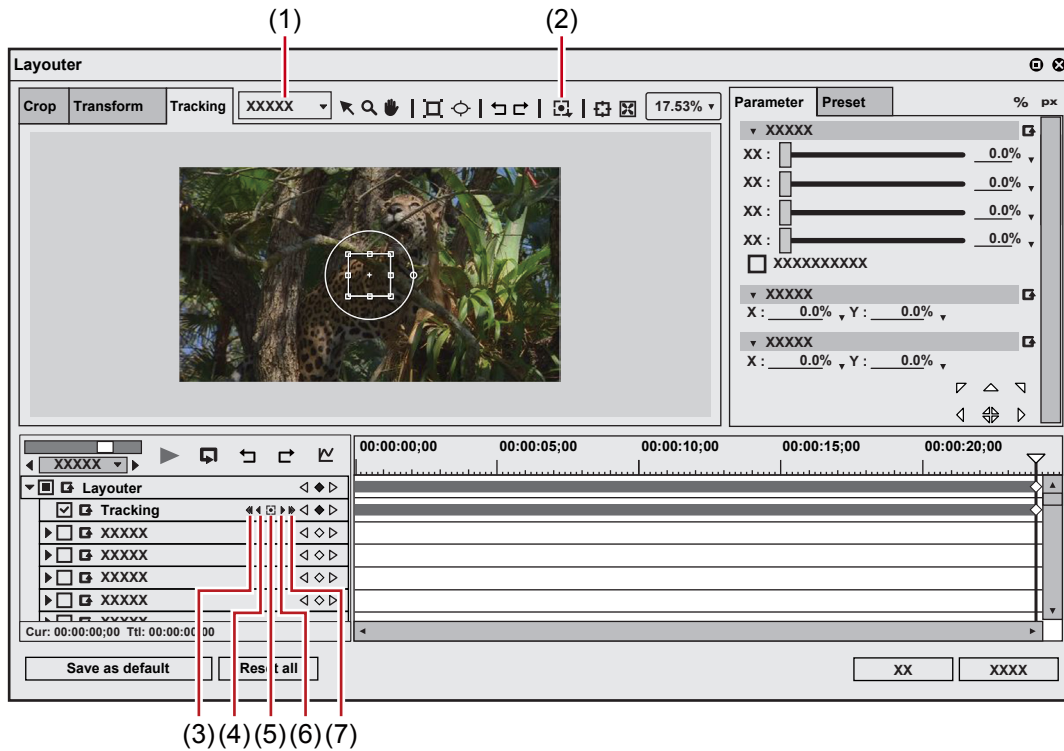 (1) (2)
Layouter
Crop Transform Tracking XXXXX 17.53%
Parameter Preset % px
XXXXX
XX : 0.0%
XX : 0.0%
XX : 0.0%
XX : 0.0%
XXXXXXXXXX
XXXXX
X : 0.0% Y : 0.0%
XXXXX
X : 0.0% Y : 0.0%
XXXXX
00:00:00;00 00:00:05;00 00:00:10;00 00:00:15;00 00:00:20;00
Layouter
Tracking
XXXXX
XXXXX
XXXXX
XXXXX
XXXXX
Cur: 00:00:00;00 Ttl: 00:00:00;00
Save as default Reset all XX XXXX
(3) (4) (5) (6) (7)